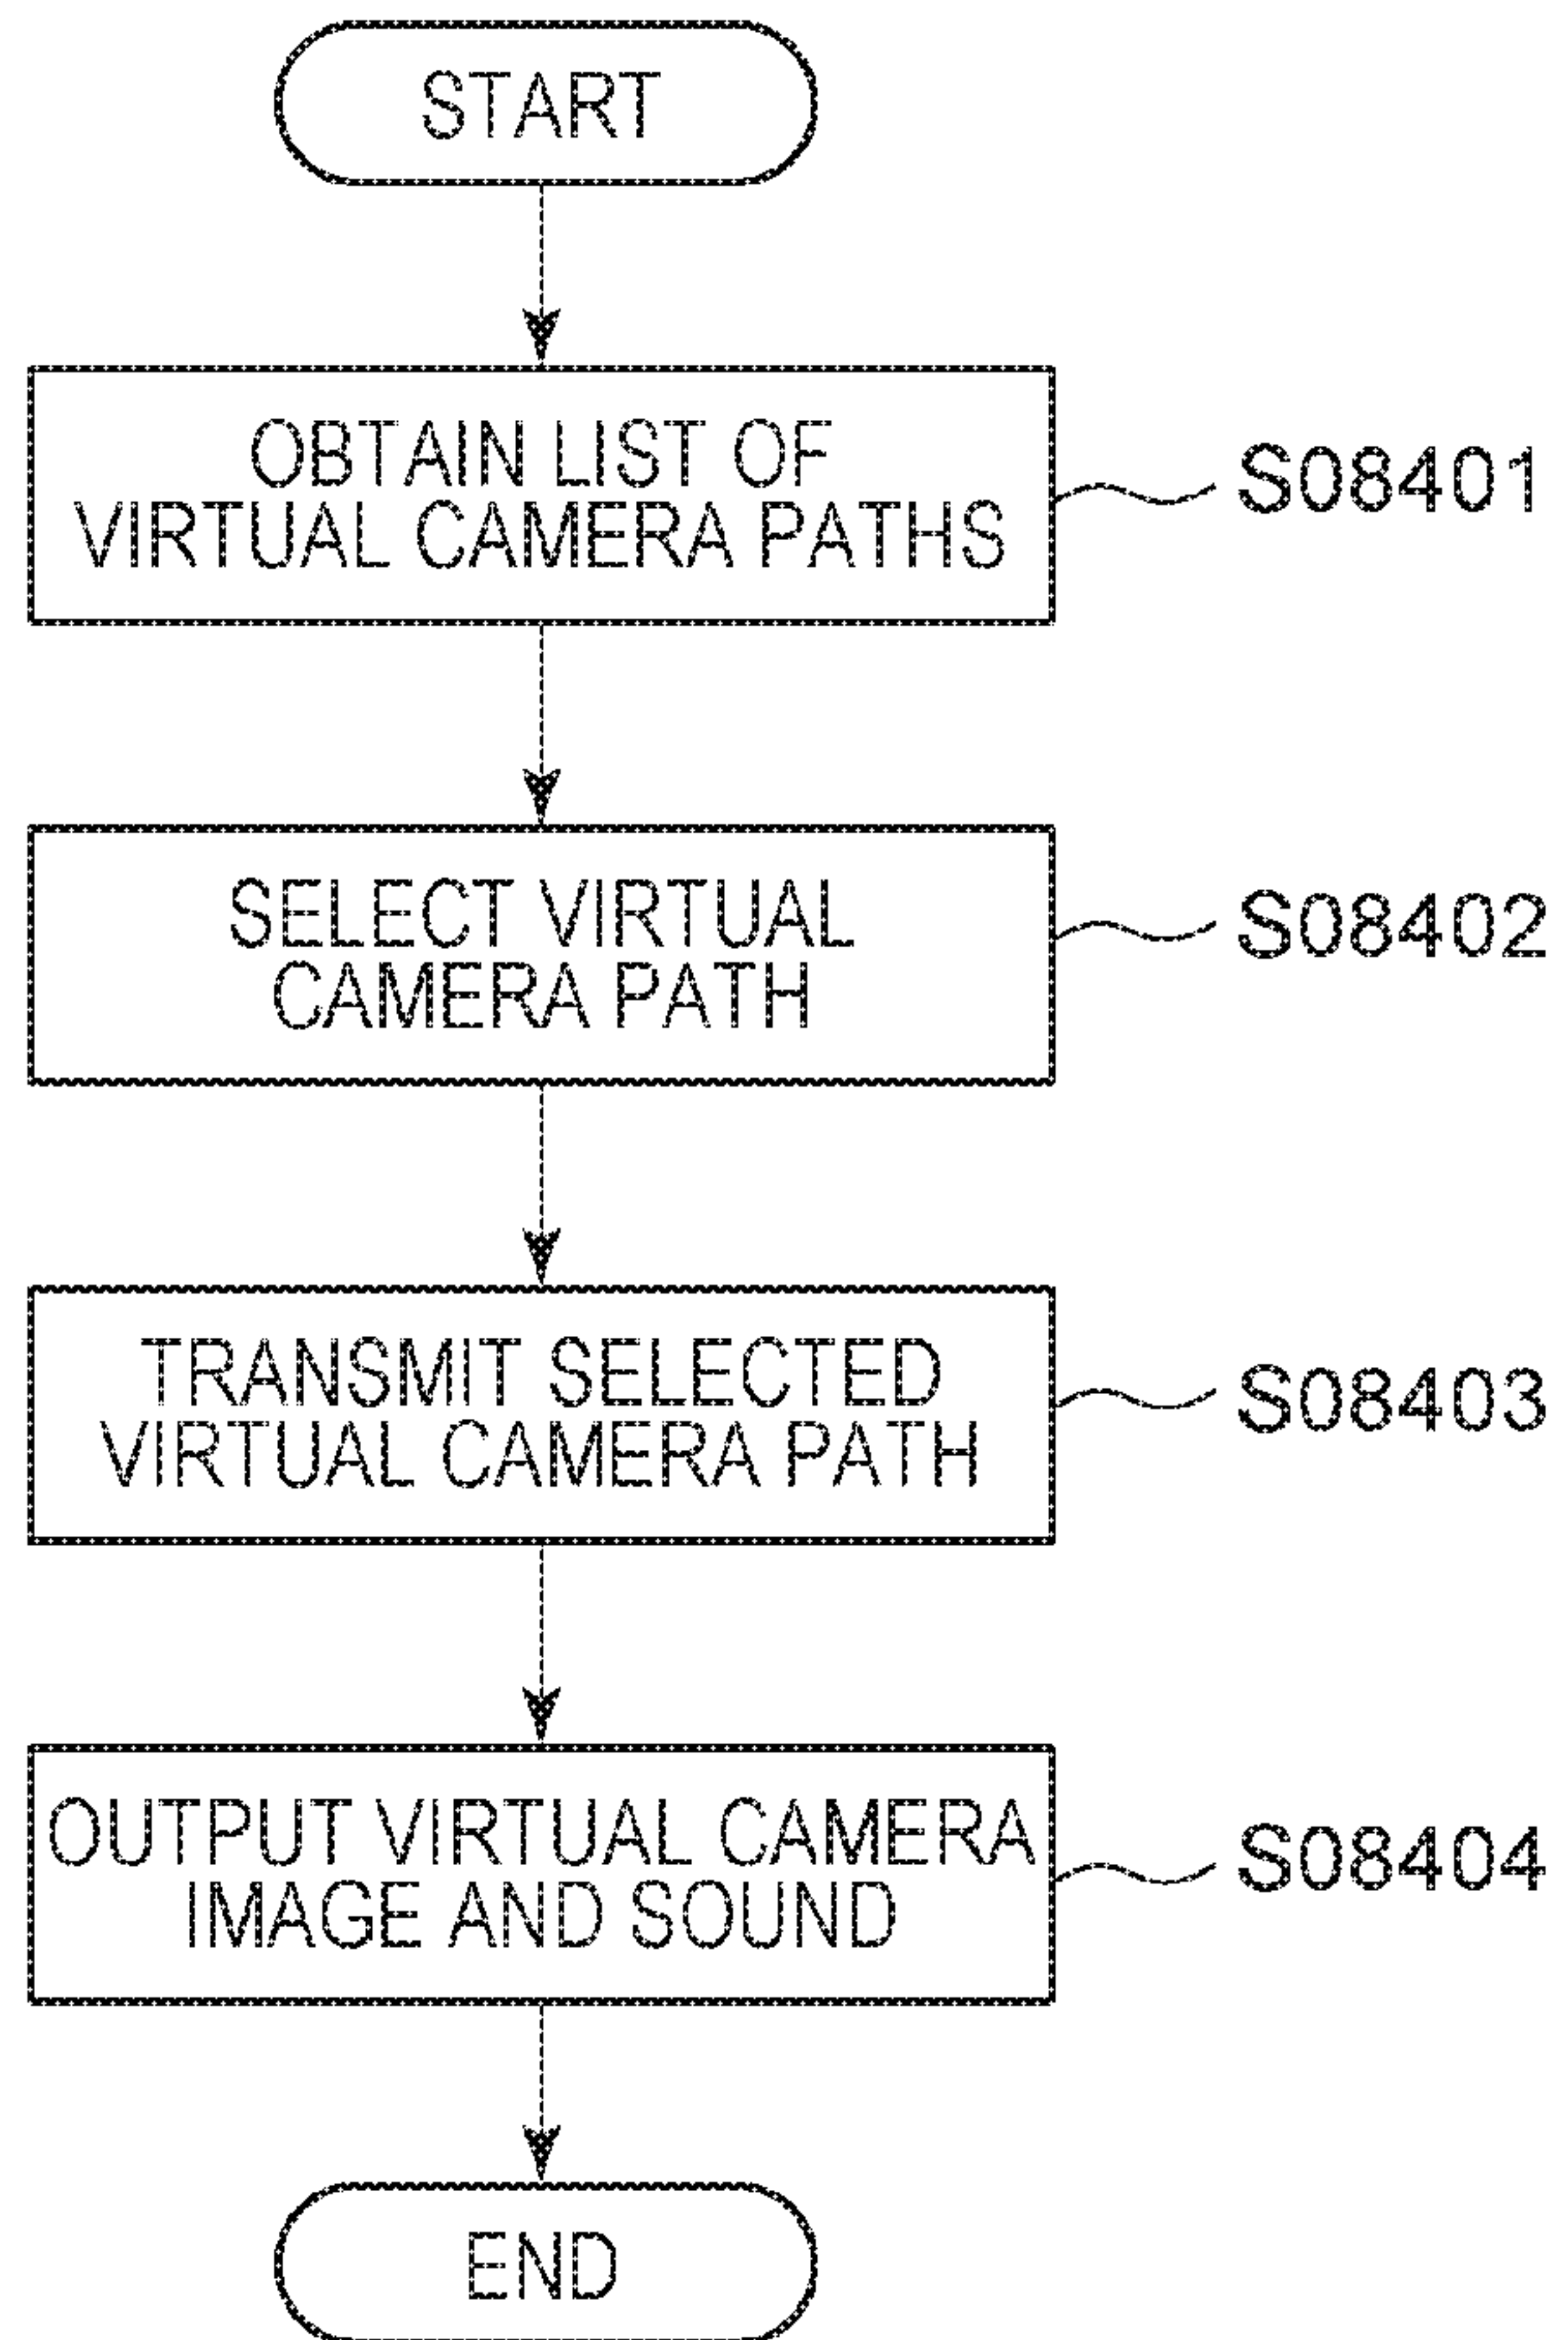 START
OBTAIN LIST OF
VIRTUAL CAMERA PATHS
S08401
SELECT VIRTUAL
CAMERA PATH
S08402
TRANSMIT SELECTED
VIRTUAL CAMERA PATH
S08403
OUTPUT VIRTUAL CAMERA
IMAGE AND SOUND
S08404
END